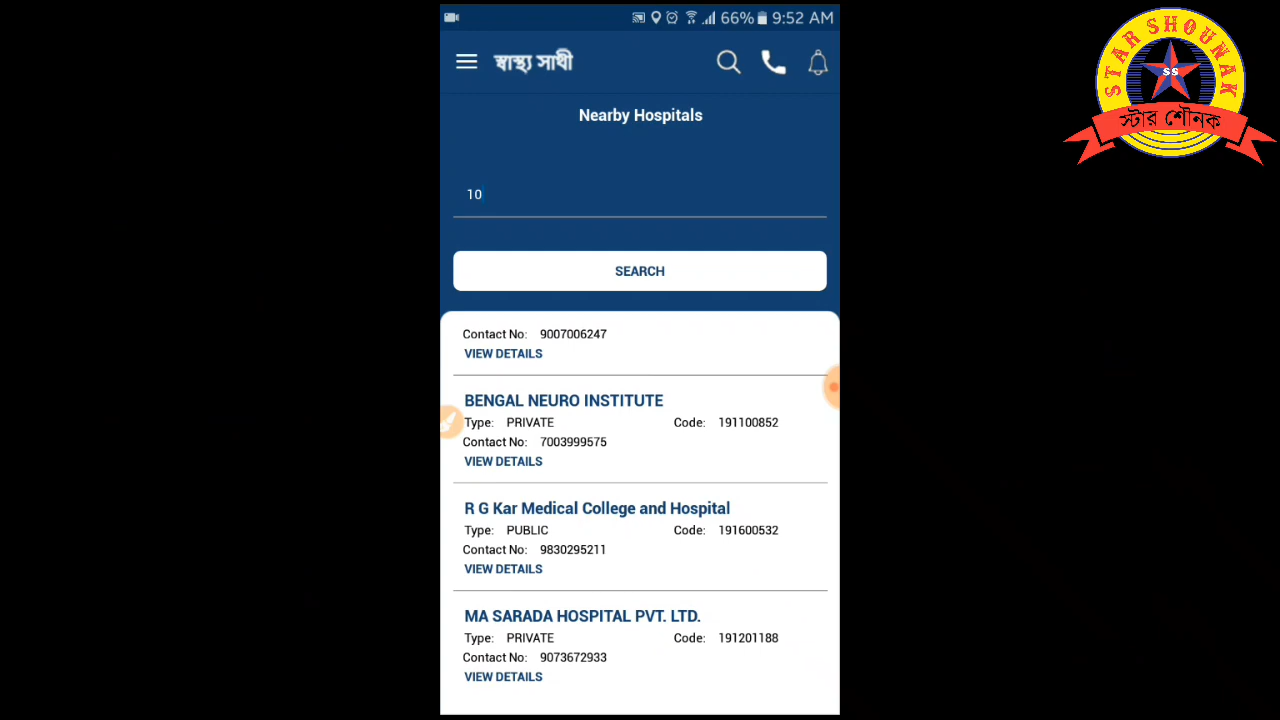 66% 9:52 AM
স্বাস্থ্য সাথী
Nearby Hospitals
10
SEARCH
Contact No: 9007006247
VIEW DETAILS
BENGAL NEURO INSTITUTE
Type: PRIVATE Code: 191100852
Contact No: 7003999575
VIEW DETAILS
R G Kar Medical College and Hospital
Type: PUBLIC Code: 191600532
Contact No: 9830295211
VIEW DETAILS
MA SARADA HOSPITAL PVT. LTD.
Type: PRIVATE Code: 191201188
Contact No: 9073672933
VIEW DETAILS
STAR SHOUNAK
SS
স্টার শৌনক